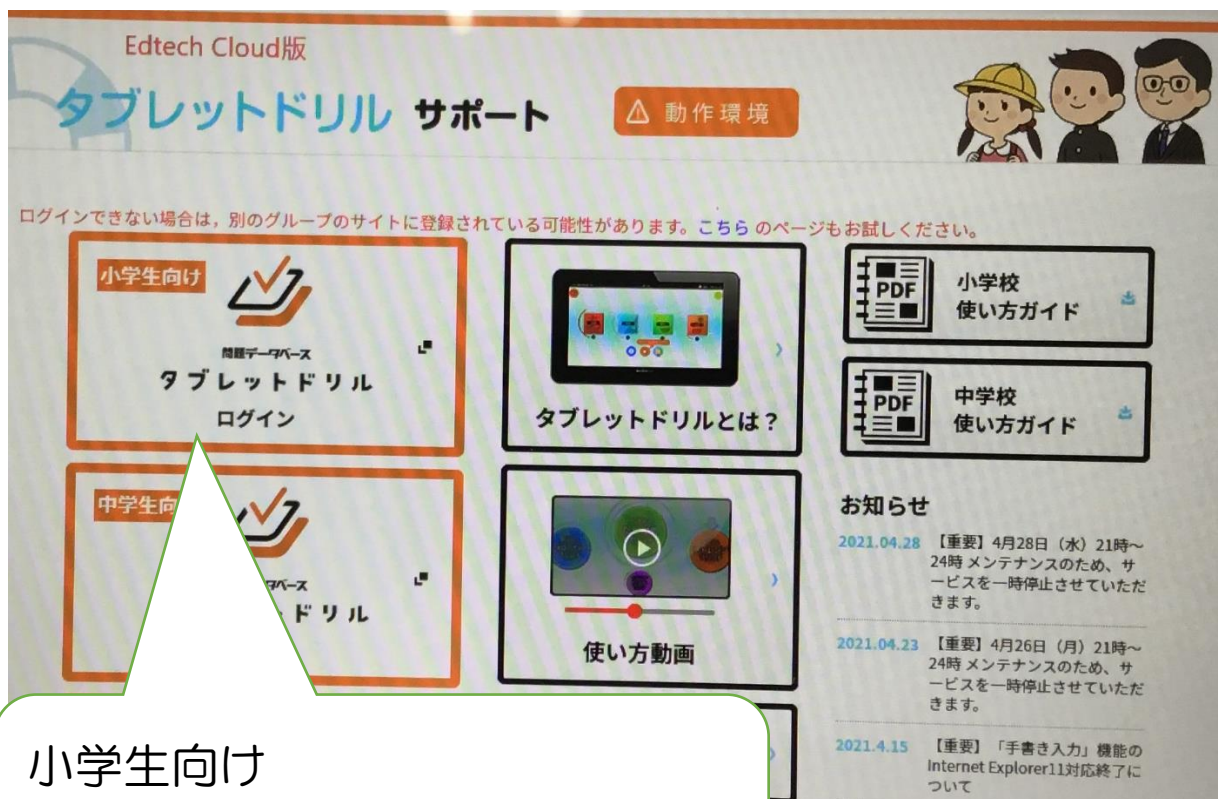 Edtech Cloud版
タブレットドリル サポート
動作環境
ログインできない場合は，別のグループのサイトに登録されている可能性があります。こちら のページもお試しください。
小学生向け
問題データベース
タブレットドリル
ログイン
中学生向
ドリル
タブレットドリルとは？
使い方動画
PDF
小学校
使い方ガイド
PDF
中学校
使い方ガイド
お知らせ
2021.04.28 【重要】4月28日（水）21時～
24時 メンテナンスのため、サ
ービスを一時停止させていただ
きます。
2021.04.23 【重要】4月26日（月）21時～
24時 メンテナンスのため、サ
ービスを一時停止させていただ
きます。
2021.4.15 【重要】「手書き入力」機能の
Internet Explorer11対応終了に
ついて
小学生向け